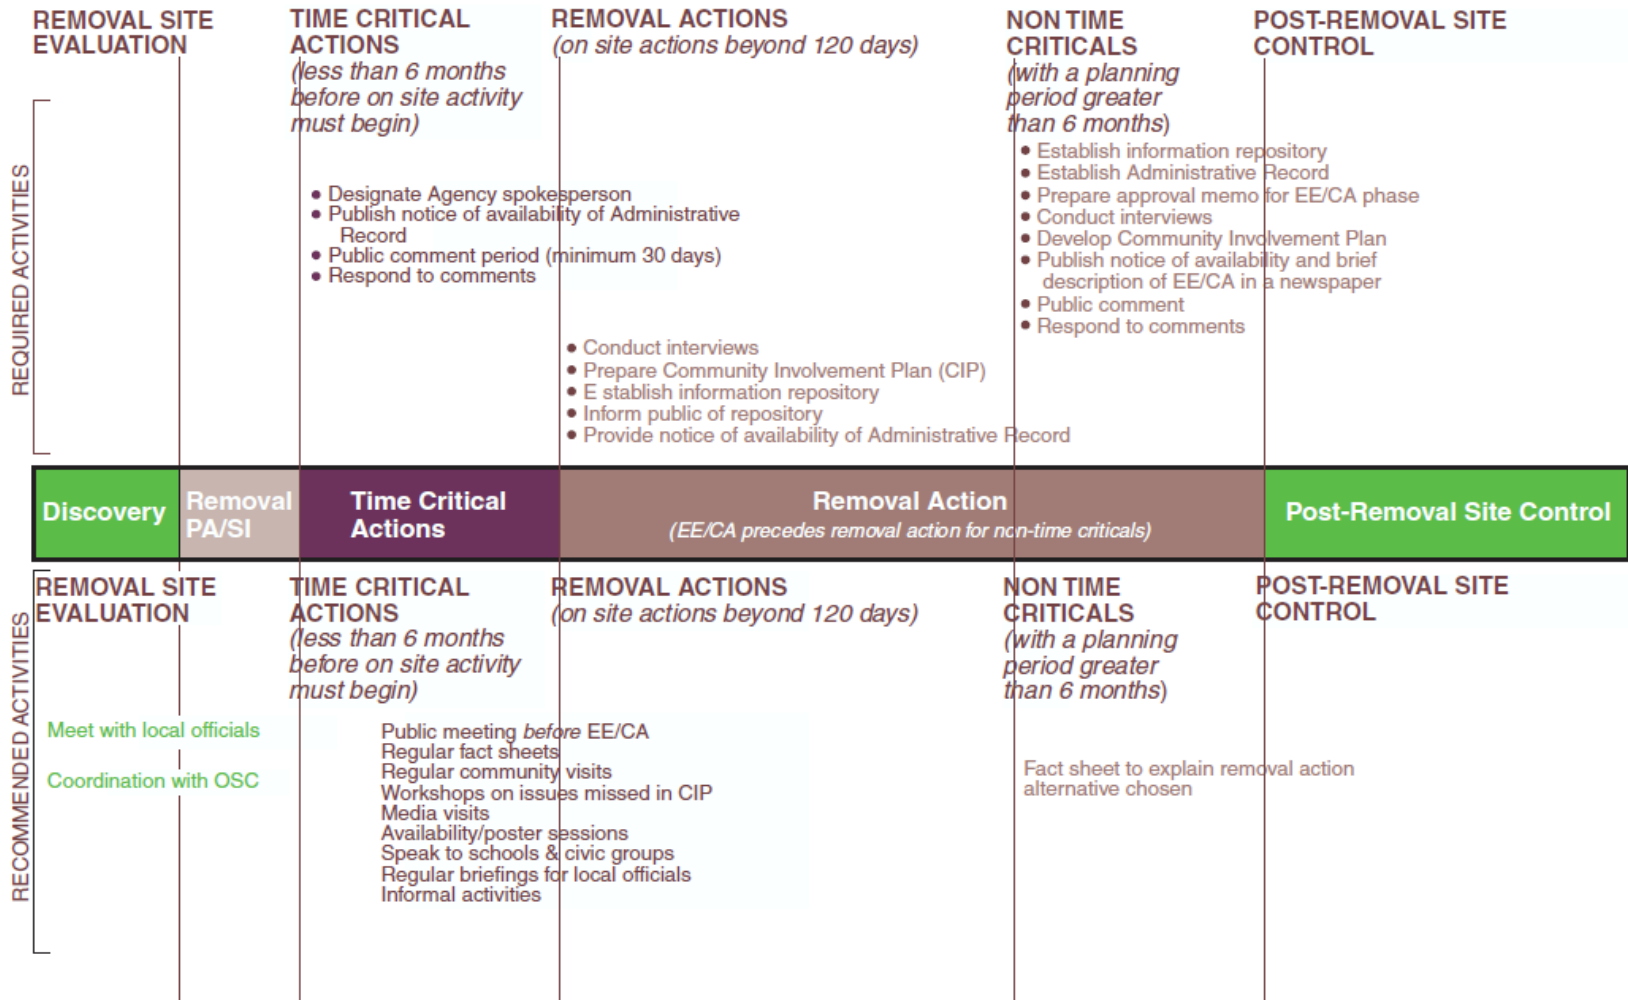 REMOVAL SITE
EVALUATION
TIME CRITICAL
ACTIONS
(less than 6 months
before on site activity
must begin)
REMOVAL ACTIONS
(on site actions beyond 120 days)
NON TIME
CRITICALS
(with a planning
period greater
than 6 months)
POST-REMOVAL SITE
CONTROL
REQUIRED ACTIVITIES
• Designate Agency spokesperson
• Publish notice of availability of Administrative
Record
• Public comment period (minimum 30 days)
• Respond to comments
• Conduct interviews
• Prepare Community Involvement Plan (CIP)
• E stablish information repository
• Inform public of repository
• Provide notice of availability of Administrative Record
• Establish information repository
• Establish Administrative Record
• Prepare approval memo for EE/CA phase
• Conduct interviews
• Develop Community Involvement Plan
• Publish notice of availability and brief
description of EE/CA in a newspaper
• Public comment
• Respond to comments
Discovery
Removal
PA/SI
Time Critical
Actions
Removal Action
(EE/CA precedes removal action for non-time criticals)
Post-Removal Site Control
REMOVAL SITE
EVALUATION
TIME CRITICAL
ACTIONS
(less than 6 months
before on site activity
must begin)
REMOVAL ACTIONS
(on site actions beyond 120 days)
NON TIME
CRITICALS
(with a planning
period greater
than 6 months)
POST-REMOVAL SITE
CONTROL
RECOMMENDED ACTIVITIES
Meet with local officials
Coordination with OSC
Public meeting before EE/CA
Regular fact sheets
Regular community visits
Workshops on issues missed in CIP
Media visits
Availability/poster sessions
Speak to schools & civic groups
Regular briefings for local officials
Informal activities
Fact sheet to explain removal action
alternative chosen